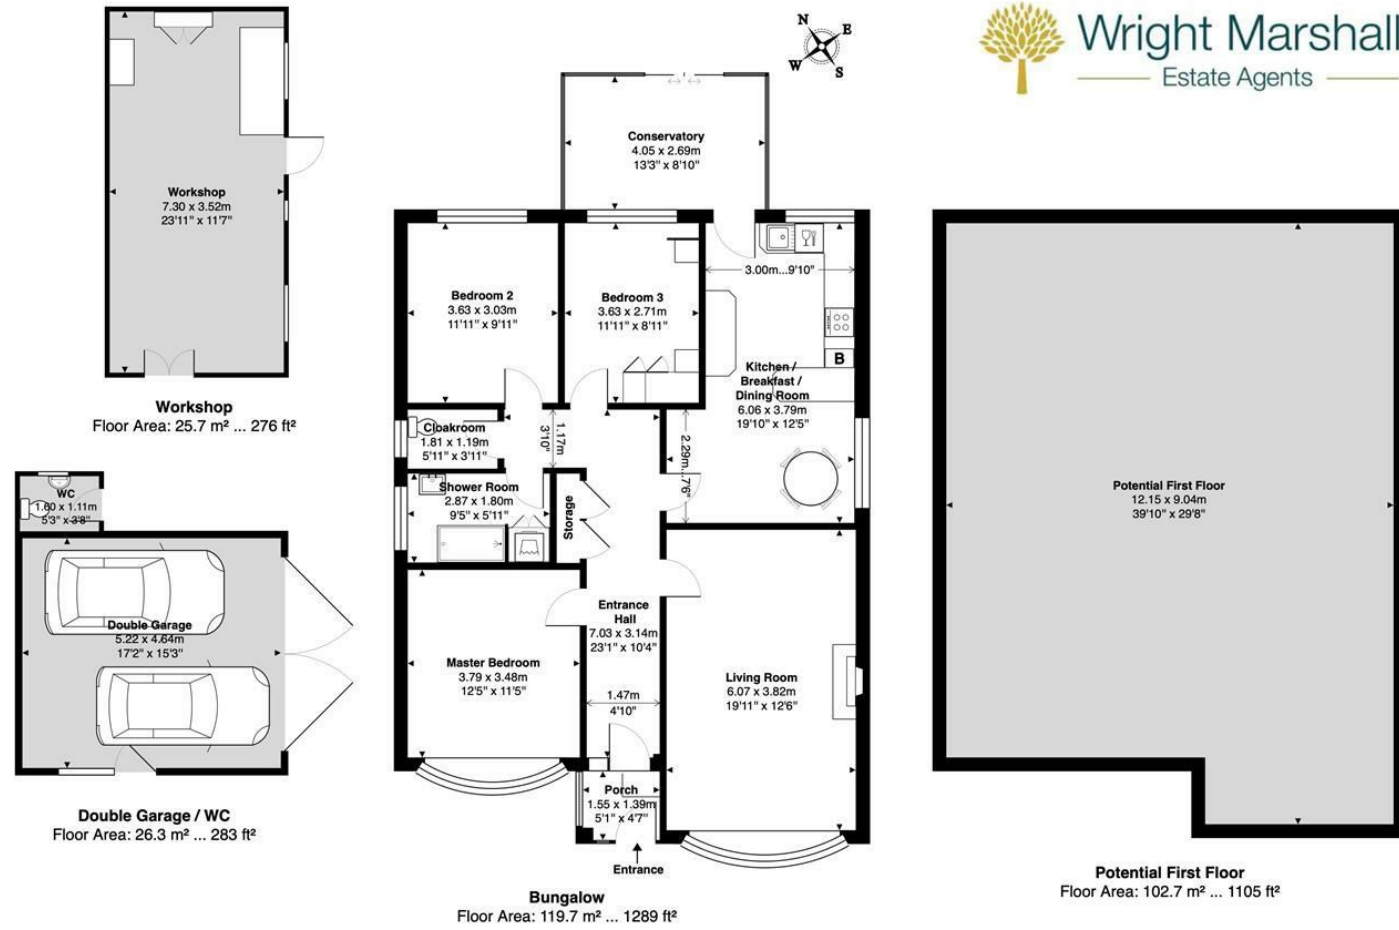 Wright Marshall
Estate Agents
N
E
W
S
Workshop
7.30 x 3.52m
23'11" x 11'7"
Workshop
Floor Area: 25.7 m² ... 276 ft²
WC
1.60 x 1.11m
5'3" x 3'8"
Double Garage
5.22 x 4.64m
17'2" x 15'3"
Double Garage / WC
Floor Area: 26.3 m² ... 283 ft²
Conservatory
4.05 x 2.69m
13'3" x 8'10"
Bedroom 2
3.63 x 3.03m
11'11" x 9'11"
Bedroom 3
3.63 x 2.71m
11'11" x 8'11"
3.00m...9'10"
B
Kitchen /
Breakfast /
Dining Room
6.06 x 3.79m
19'10" x 12'5"
2.29m...7'6"
Cloakroom
1.81 x 1.19m
5'11" x 3'11"
1.17m
3'10"
Shower Room
2.87 x 1.80m
9'5" x 5'11"
Storage
Entrance
Hall
7.03 x 3.14m
23'1" x 10'4"
Master Bedroom
3.79 x 3.48m
12'5" x 11'5"
1.47m
4'10"
Living Room
6.07 x 3.82m
19'11" x 12'6"
Porch
1.55 x 1.39m
5'1" x 4'7"
Entrance
Bungalow
Floor Area: 119.7 m² ... 1289 ft²
Potential First Floor
12.15 x 9.04m
39'10" x 29'8"
Potential First Floor
Floor Area: 102.7 m² ... 1105 ft²